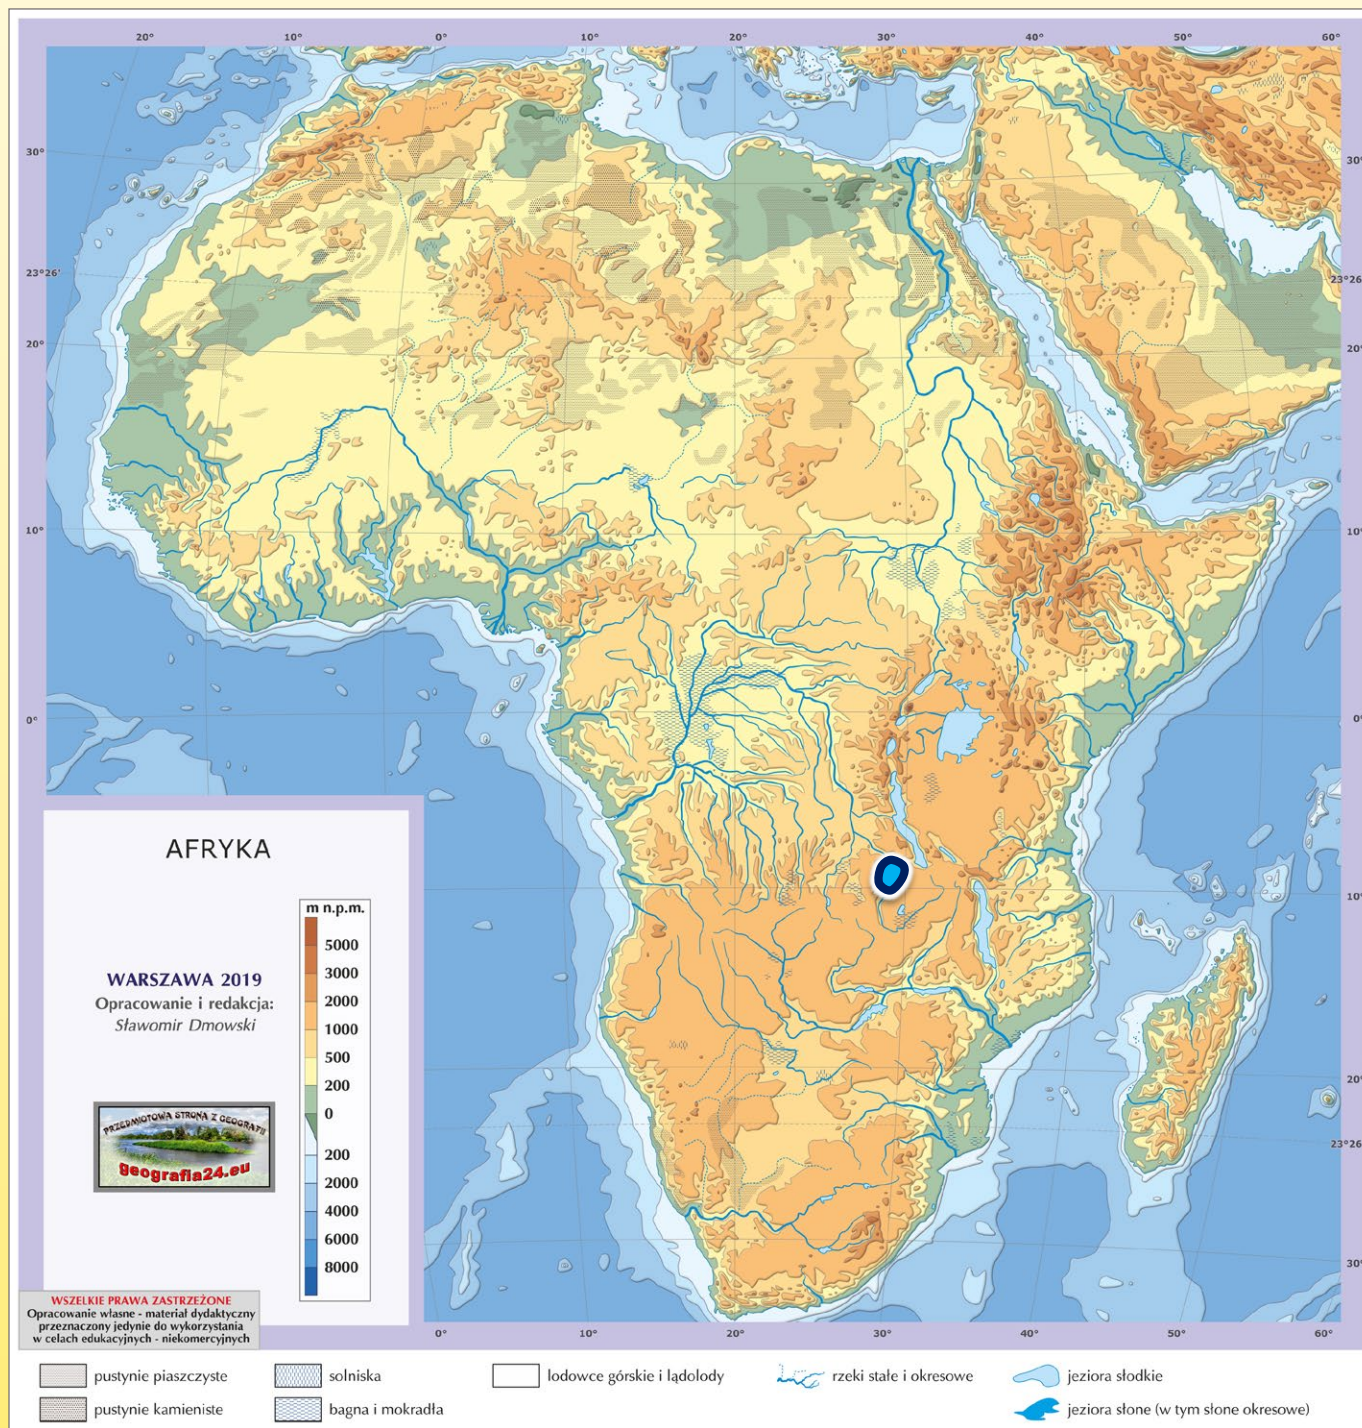 20° 10° 0° 10° 20° 30° 40° 50° 60°
30°
30°
23°26'
23°26
20°
20°
10°
10°
0°
0°
10°
20°
23°26
30°
AFRYKA
WARSZAWA 2019
Opracowanie i redakcja:
Sławomir Dmowski
m n.p.m.
5000
3000
2000
1000
500
200
0
200
2000
4000
6000
8000
PRZEDMIOTOWA STRONA Z GEOGRAFII
geografia24.eu
WSZELKIE PRAWA ZASTRZEŻONE
Opracowanie własne - materiał dydaktyczny
przeznaczony jedynie do wykorzystania
w celach edukacyjnych - niekomercyjnych
0° 10° 20° 30° 40° 50° 60°
pustynie piaszczyste
solniska
lodowce górskie i lądolody
rzeki stałe i okresowe
jeziora słodkie
pustynie kamieniste
bagna i mokradła
jeziora słone (w tym słone okresowe)